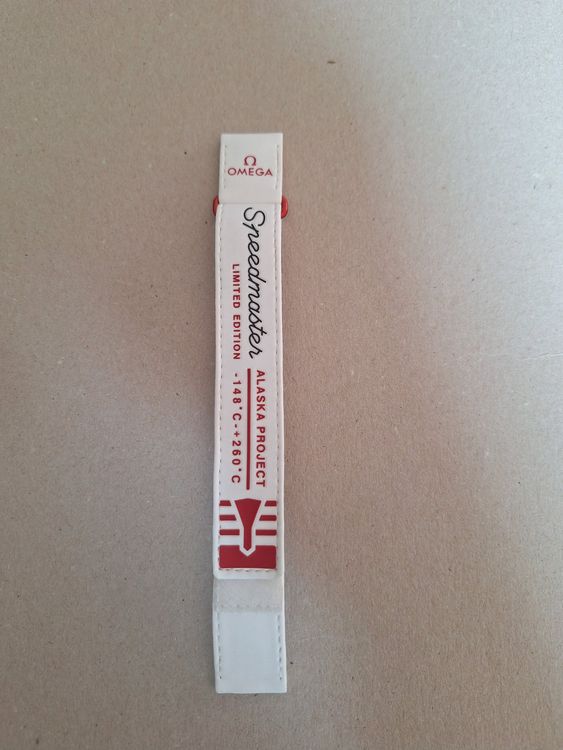 Ω
OMEGA
Speedmaster
LIMITED EDITION
ALASKA PROJECT
-148°C-+260°C